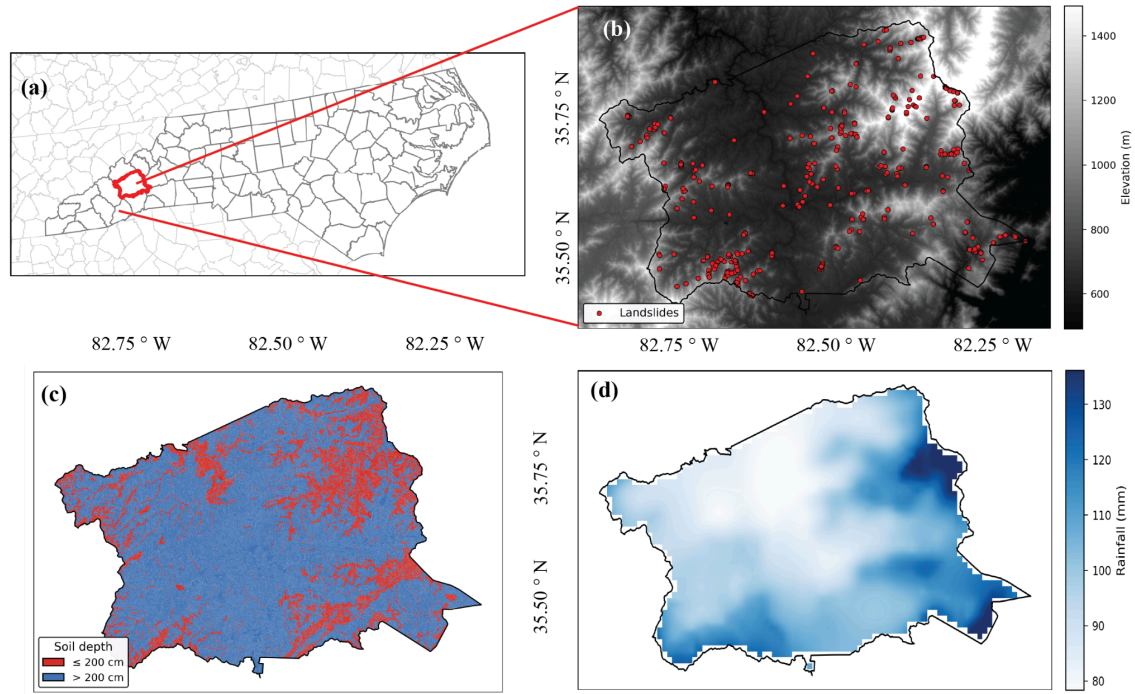 (a)
(b)
35.75 ° N
35.50 ° N
Landslides
1400
1200
1000
800
600
Elevation (m)
82.75 ° W 82.50 ° W 82.25 ° W
82.75 ° W 82.50 ° W 82.25 ° W
(c)
Soil depth
≤ 200 cm
> 200 cm
35.75 ° N
35.50 ° N
(d)
130
120
110
100
90
80
Rainfall (mm)